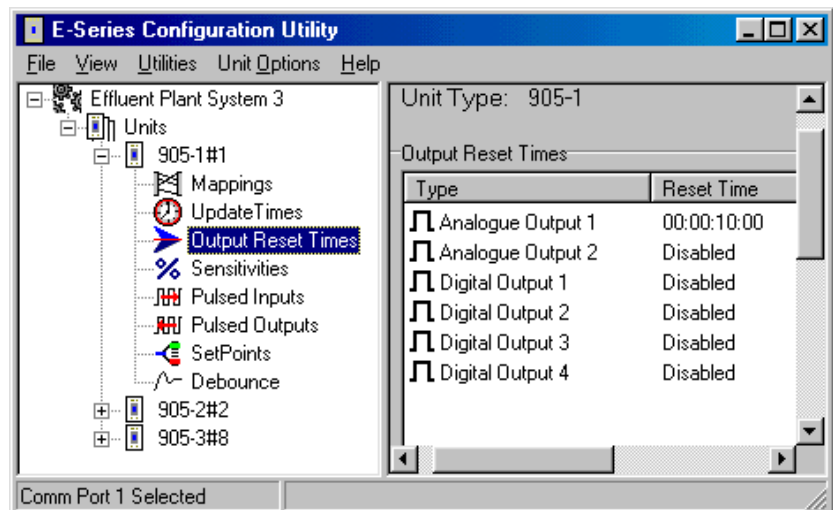 E-Series Configuration Utility
File View Utilities Unit Options Help
Effluent Plant System 3
Units
905-1#1
Mappings
UpdateTimes
Output Reset Times
Sensitivities
Pulsed Inputs
Pulsed Outputs
SetPoints
Debounce
905-2#2
905-3#8
Unit Type: 905-1
Output Reset Times
Type Reset Time
Analogue Output 1 00:00:10:00
Analogue Output 2 Disabled
Digital Output 1 Disabled
Digital Output 2 Disabled
Digital Output 3 Disabled
Digital Output 4 Disabled
Comm Port 1 Selected